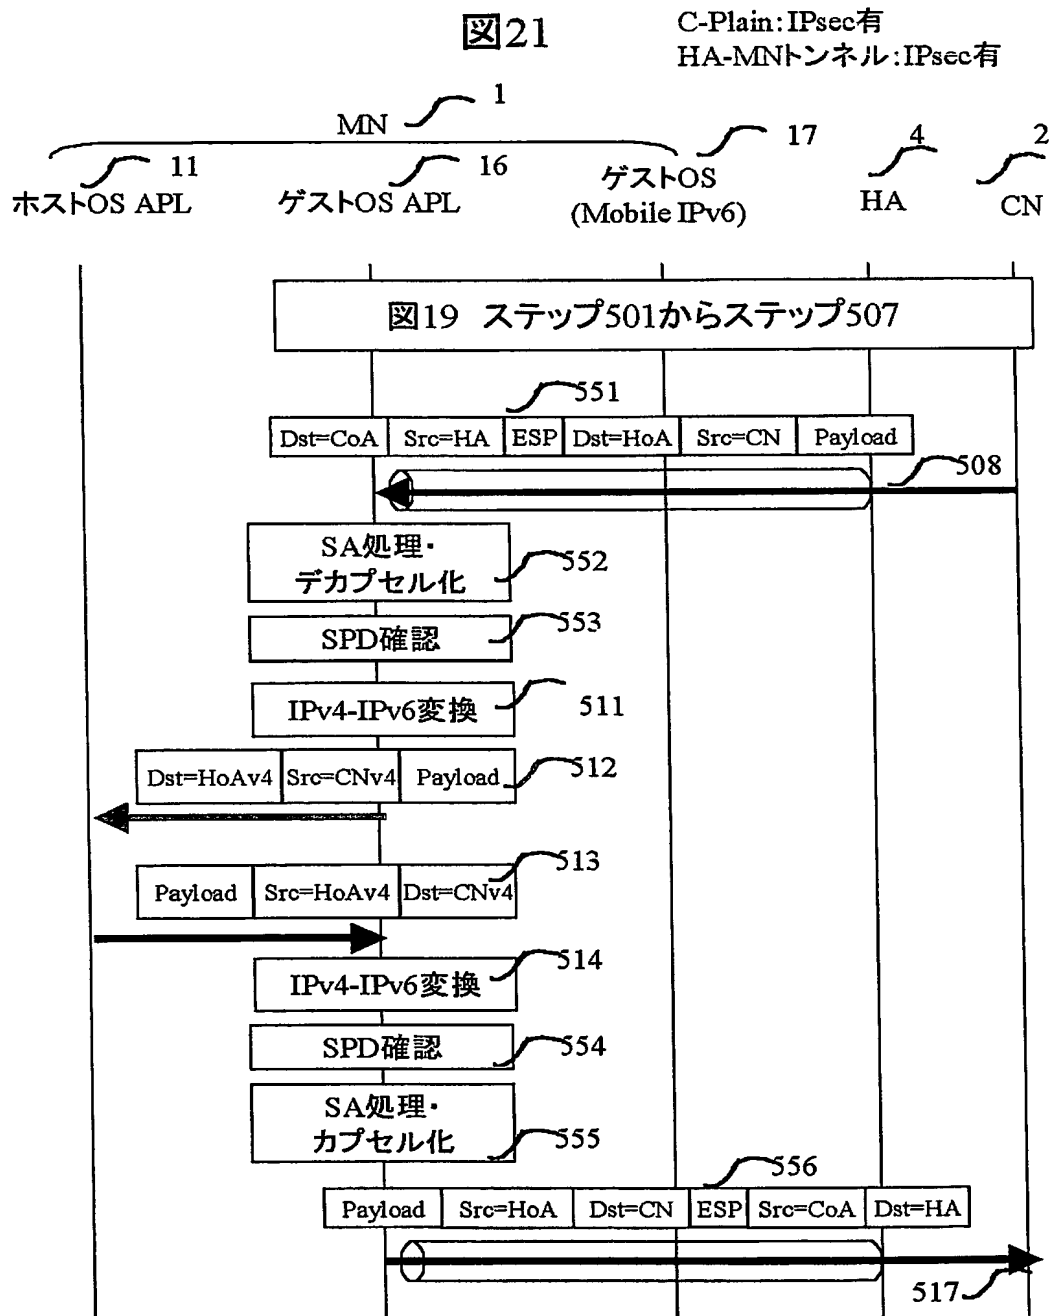 図21
C-Plain:IPsec有
HA-MNトンネル:IPsec有
MN
1
11
16
17
4
2
ホストOS APL
ゲストOS APL
ゲストOS
(Mobile IPv6)
HA
CN
図19 ステップ501からステップ507
551
Dst=CoA Src=HA ESP Dst=HoA Src=CN Payload
508
SA処理・
デカプセル化
552
SPD確認
553
IPv4-IPv6変換
511
Dst=HoAv4 Src=CNv4 Payload
512
513
Payload Src=HoAv4 Dst=CNv4
IPv4-IPv6変換
514
SPD確認
554
SA処理・
カプセル化
555
556
Payload Src=HoA Dst=CN ESP Src=CoA Dst=HA
517